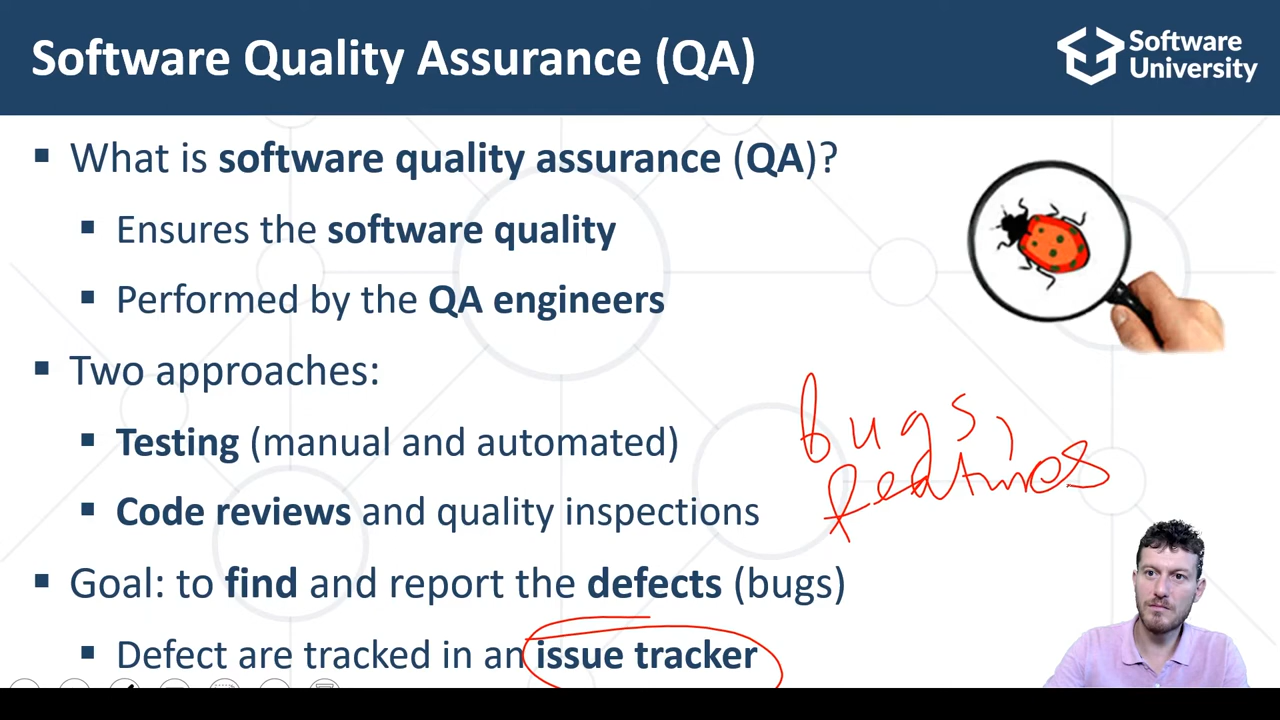 Software Quality Assurance (QA)
Software
University
▪ What is software quality assurance (QA)?
▪ Ensures the software quality
▪ Performed by the QA engineers
▪ Two approaches:
▪ Testing (manual and automated)
▪ Code reviews and quality inspections
bugs,
features
▪ Goal: to find and report the defects (bugs)
▪ Defect are tracked in an issue tracker